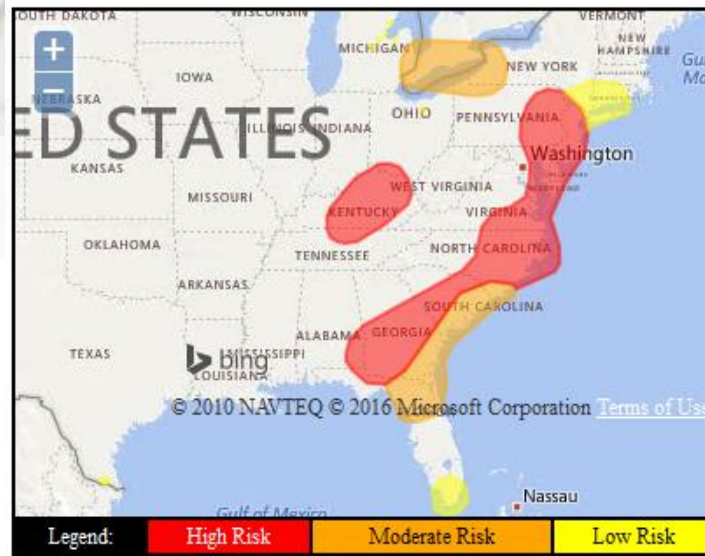 OUTH DAKOTA
WISCONSIN
VERMONT
+
−
MICHIGAN
NEW
HAMPSHIRE
IOWA
NEW YORK
NEBRASKA
OHIO
PENNSYLVANIA
ED STATES
ILLINOIS
INDIANA
Washington
KANSAS
WEST VIRGINIA
MARYLAND
MISSOURI
KENTUCKY
VIRGINIA
OKLAHOMA
TENNESSEE
NORTH CAROLINA
ARKANSAS
SOUTH CAROLINA
ALABAMA
GEORGIA
TEXAS
bing
MISSISSIPPI
LOUISIANA
© 2010 NAVTEQ © 2016 Microsoft Corporation Terms of Use
Nassau
Gulf of Mexico
Legend: High Risk Moderate Risk Low Risk